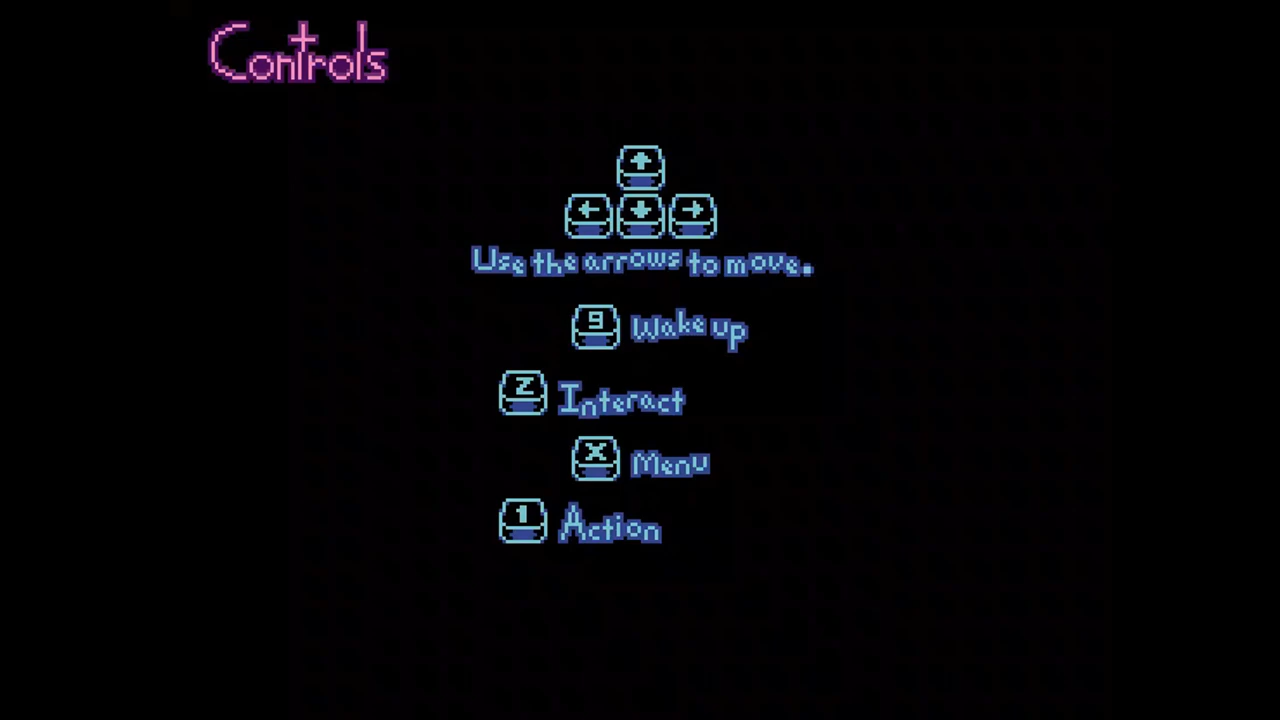 Controls
Use the arrows to move.
9 Wake up
Z Interact
X Menu
1 Action